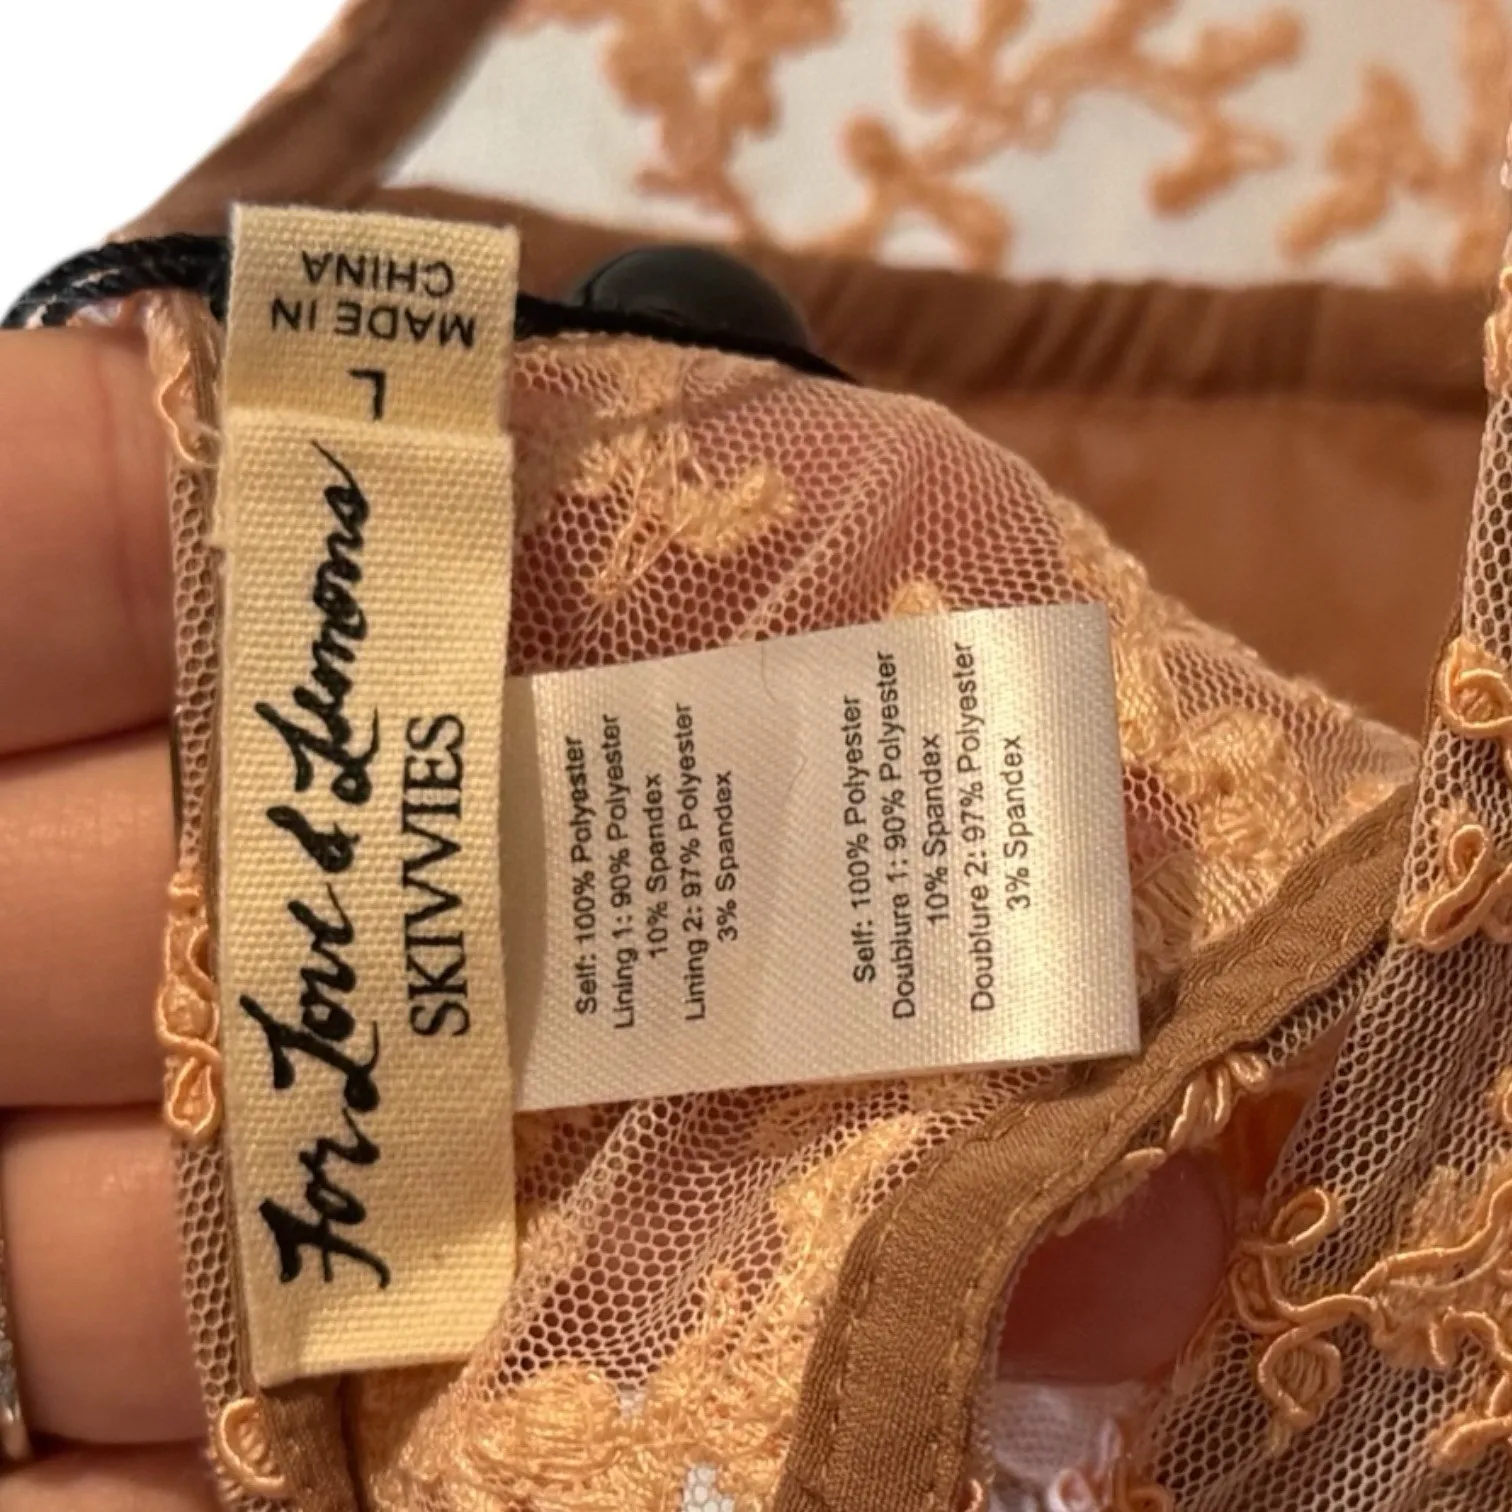 For Love & Lemons
SKIVVIES
L
MADE IN
CHINA
Self: 100% Polyester
Lining 1: 90% Polyester
10% Spandex
Lining 2: 97% Polyester
3% Spandex
Self: 100% Polyester
Doublure 1: 90% Polyester
10% Spandex
Doublure 2: 97% Polyester
3% Spandex